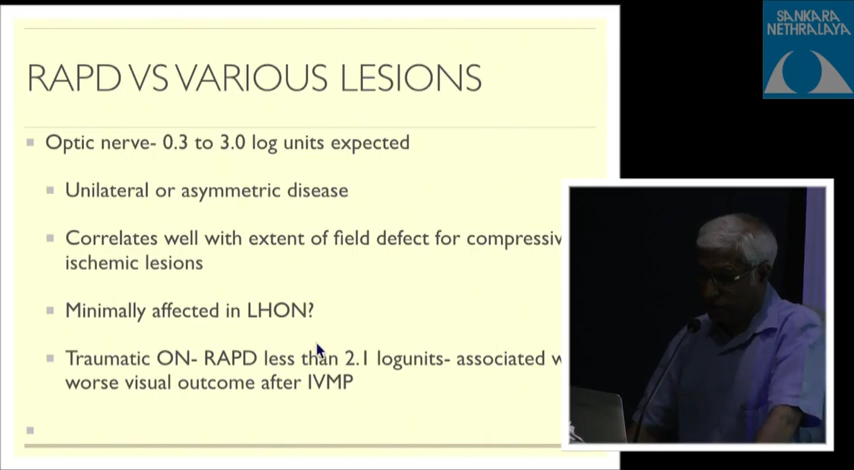 SANKARA
NETHRALAYA
RAPD VS VARIOUS LESIONS
Optic nerve- 0.3 to 3.0 log units expected
Unilateral or asymmetric disease
Correlates well with extent of field defect for compressiv
ischemic lesions
Minimally affected in LHON?
Traumatic ON- RAPD less than 2.1 logunits- associated w
worse visual outcome after IVMP